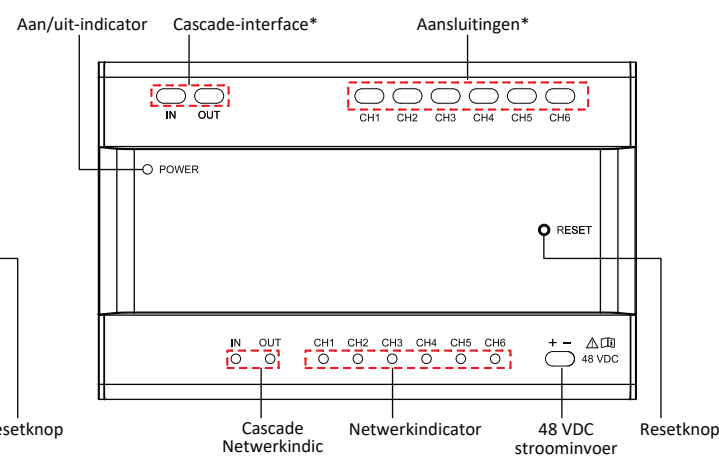 Aan/uit-indicator Cascade-interface* Aansluitingen*
IN OUT CH1 CH2 CH3 CH4 CH5 CH6
POWER
RESET
IN OUT CH1 CH2 CH3 CH4 CH5 CH6 + −
48 VDC
esetknop Cascade Netwerkindicator 48 VDC Resetknop
Netwerkindic stroominvoer